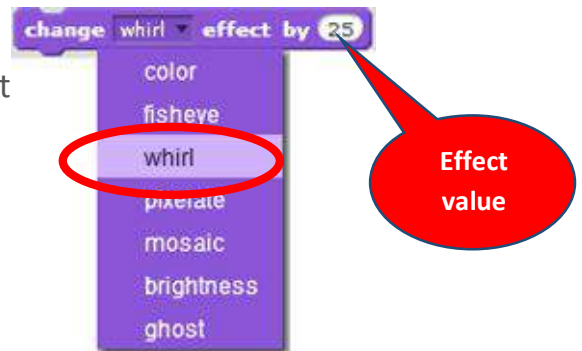 change whirl effect by 25
color
t
fisheye
whirl
pixelate
mosaic
brightness
ghost
Effect
value